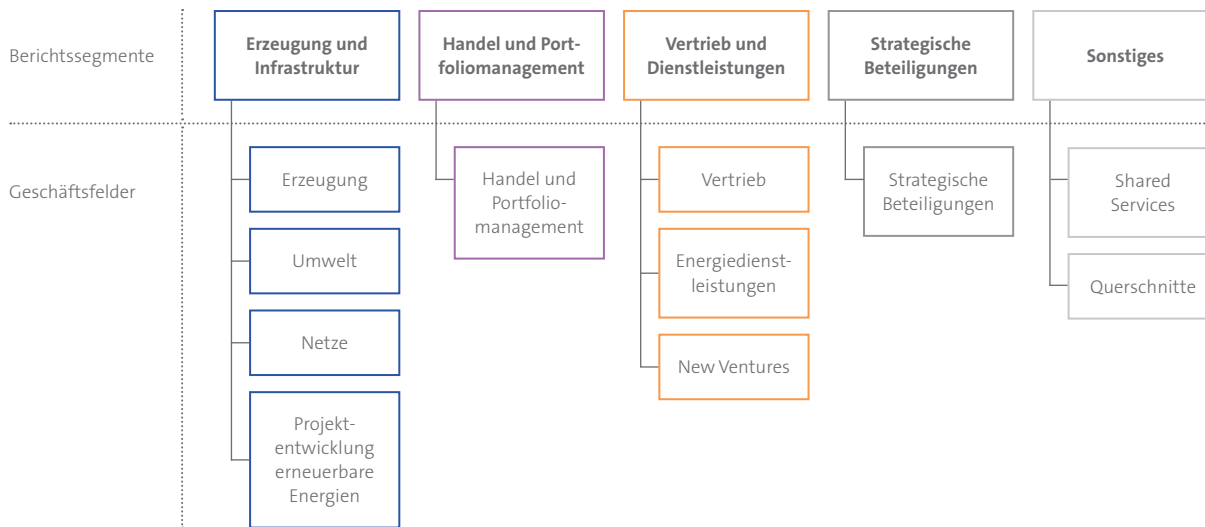 Berichtssegmente
Erzeugung und
Infrastruktur
Handel und Port-
foliomanagement
Vertrieb und
Dienstleistungen
Strategische
Beteiligungen
Sonstiges
Geschäftsfelder
Erzeugung
Umwelt
Netze
Projekt-
entwicklung
erneuerbare
Energien
Handel und
Portfolio-
management
Vertrieb
Energiedienst-
leistungen
New Ventures
Strategische
Beteiligungen
Shared
Services
Querschnitte